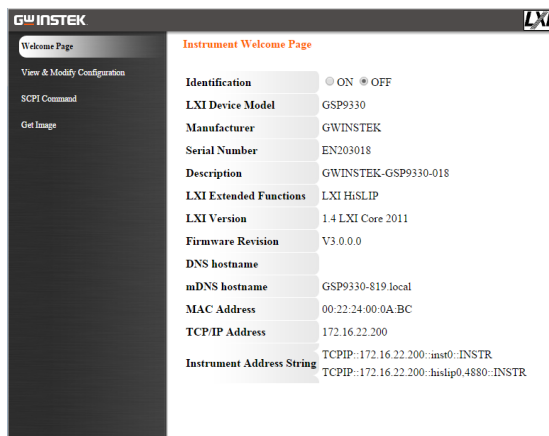 GWINSTEK
LXI
Welcome Page
View & Modify Configuration
SCPI Command
Get Image
Instrument Welcome Page
Identification ON OFF
LXI Device Model GSP9330
Manufacturer GWINSTEK
Serial Number EN203018
Description GWINSTEK-GSP9330-018
LXI Extended Functions LXI HiSLIP
LXI Version 1.4 LXI Core 2011
Firmware Revision V3.0.0.0
DNS hostname
mDNS hostname GSP9330-819.local
MAC Address 00:22:24:00:0A:BC
TCP/IP Address 172.16.22.200
Instrument Address String TCPIP::172.16.22.200::inst0::INSTR
TCPIP::172.16.22.200::hislip0,4880::INSTR